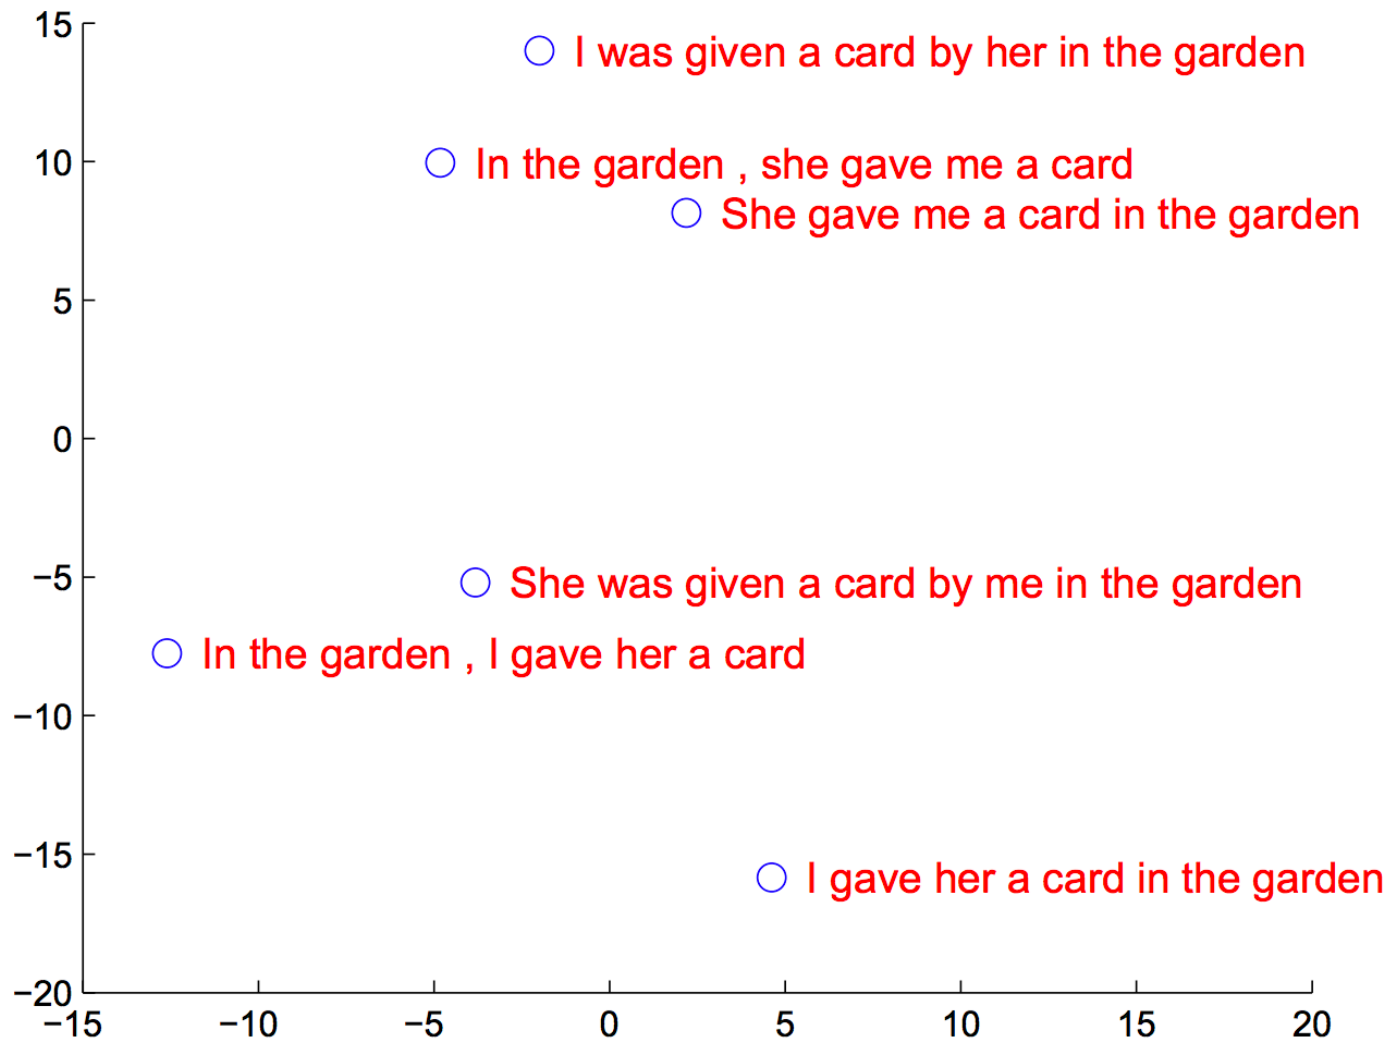 15
I was given a card by her in the garden
10
In the garden , she gave me a card
She gave me a card in the garden
5
0
−5
She was given a card by me in the garden
In the garden , I gave her a card
−10
−15
I gave her a card in the garden
−20
−15 −10 −5 0 5 10 15 20